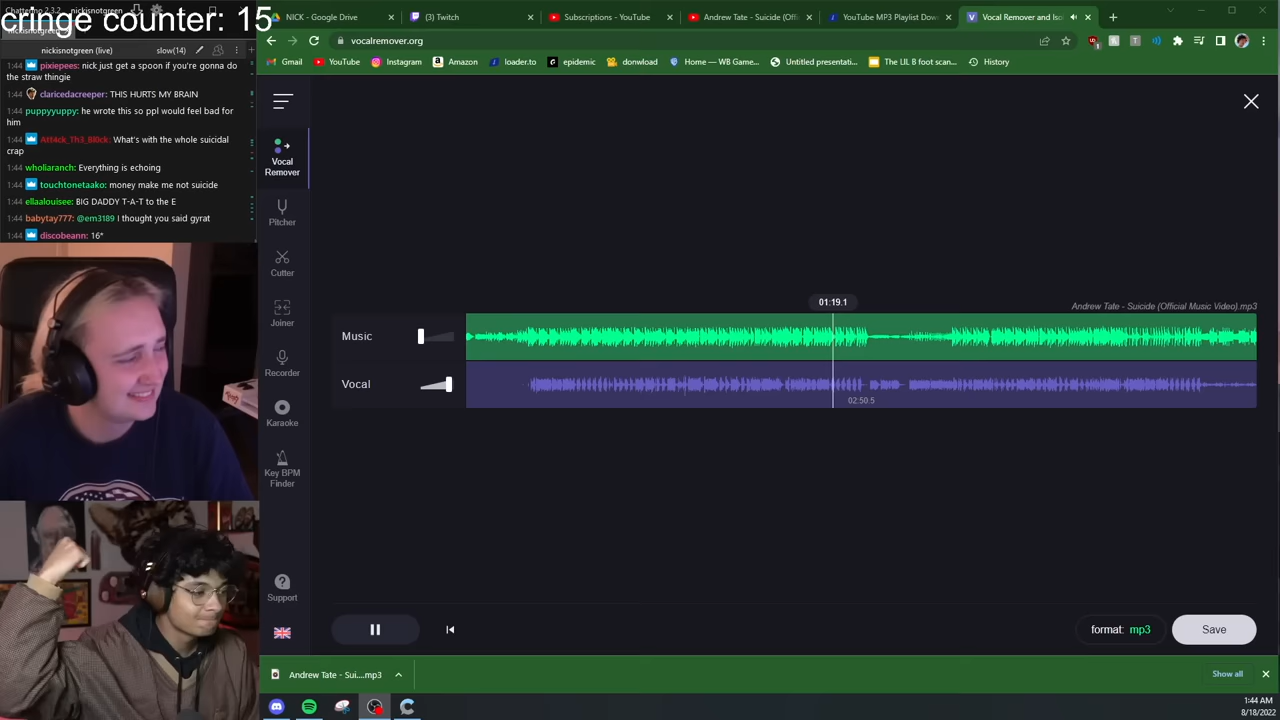 cringe counter: 15
Chatterino 2.3.2
nickisnotgreen
nickisnotgreen (live)
slow(14)
1:44 pixiepees: nick just get a spoon if you're gonna do
the straw thingie
1:44 claricedacreeper: THIS HURTS MY BRAIN
1:44 puppyyuppy: he wrote this so ppl would feel bad for
him
1:44 What's with the whole suicidal
crap
1:44 wholiaranch: Everything is echoing
1:44 touchtonetaako: money make me not suicide
1:44 ellaalouisee: BIG DADDY T-A-T to the E
1:44 babytay777: @em3189 I thought you said gyrat
1:44 discobeann: 16*
NICK - Google Drive
(3) Twitch
Subscriptions - YouTube
Andrew Tate - Suicide (Official Mus
YouTube MP3 Playlist Dow
Vocal Remover and Iso
vocalremover.org
Gmail
YouTube
Instagram
Amazon
loader.to
epidemic
donwload
Home —— WB Game...
Untitled presentati...
The LIL B foot scan...
History
Vocal
Remover
Pitcher
Cutter
Joiner
Recorder
Karaoke
Key BPM
Finder
Support
01:19.1
Andrew Tate - Suicide (Official Music Video).mp3
Music
Vocal
02:50.5
format: mp3
Save
Andrew Tate - Sui....mp3
Show all
1:44 AM
8/18/2022